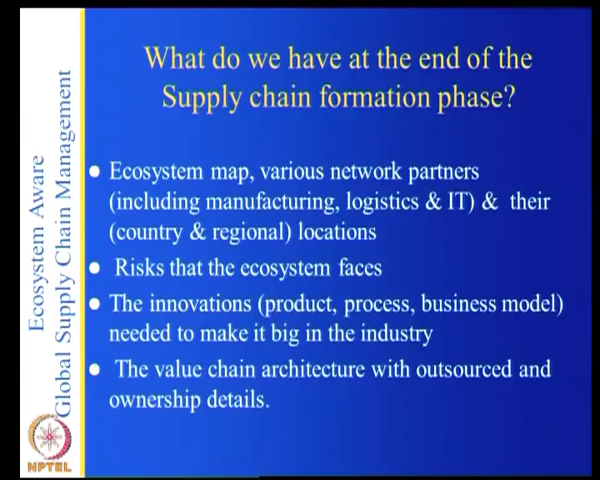 What do we have at the end of the
Supply chain formation phase?
Ecosystem map, various network partners
(including manufacturing, logistics & IT) & their
(country & regional) locations
Risks that the ecosystem faces
The innovations (product, process, business model)
needed to make it big in the industry
The value chain architecture with outsourced and
ownership details.
Ecosystem Aware
Global Supply Chain Management
NPTEL